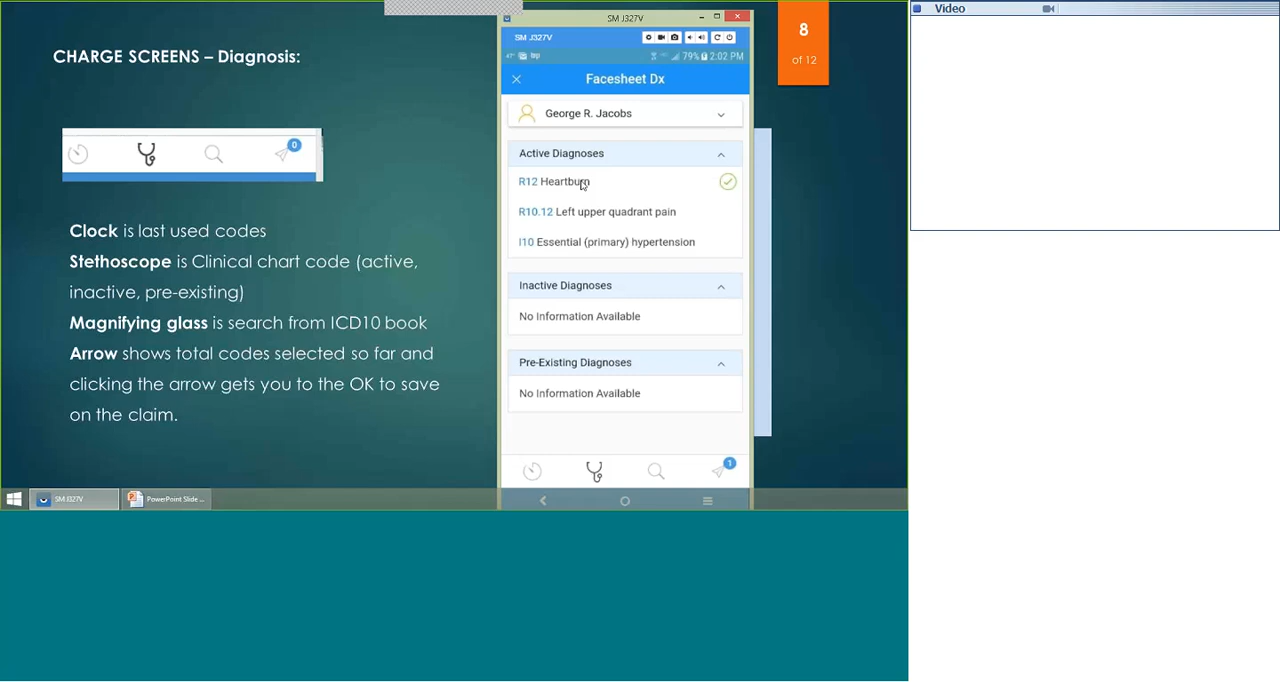 CHARGE SCREENS – Diagnosis:
0
Clock is last used codes
Stethoscope is Clinical chart code (active,
inactive, pre-existing)
Magnifying glass is search from ICD10 book
Arrow shows total codes selected so far and
clicking the arrow gets you to the OK to save
on the claim.
SM J327V
SM J327V
79% 2:02 PM
Facesheet Dx
George R. Jacobs
Active Diagnoses
R12 Heartburn
R10.12 Left upper quadrant pain
I10 Essential (primary) hypertension
Inactive Diagnoses
No Information Available
Pre-Existing Diagnoses
No Information Available
1
8
of 12
SM J327V
PowerPoint Slide ...
Video